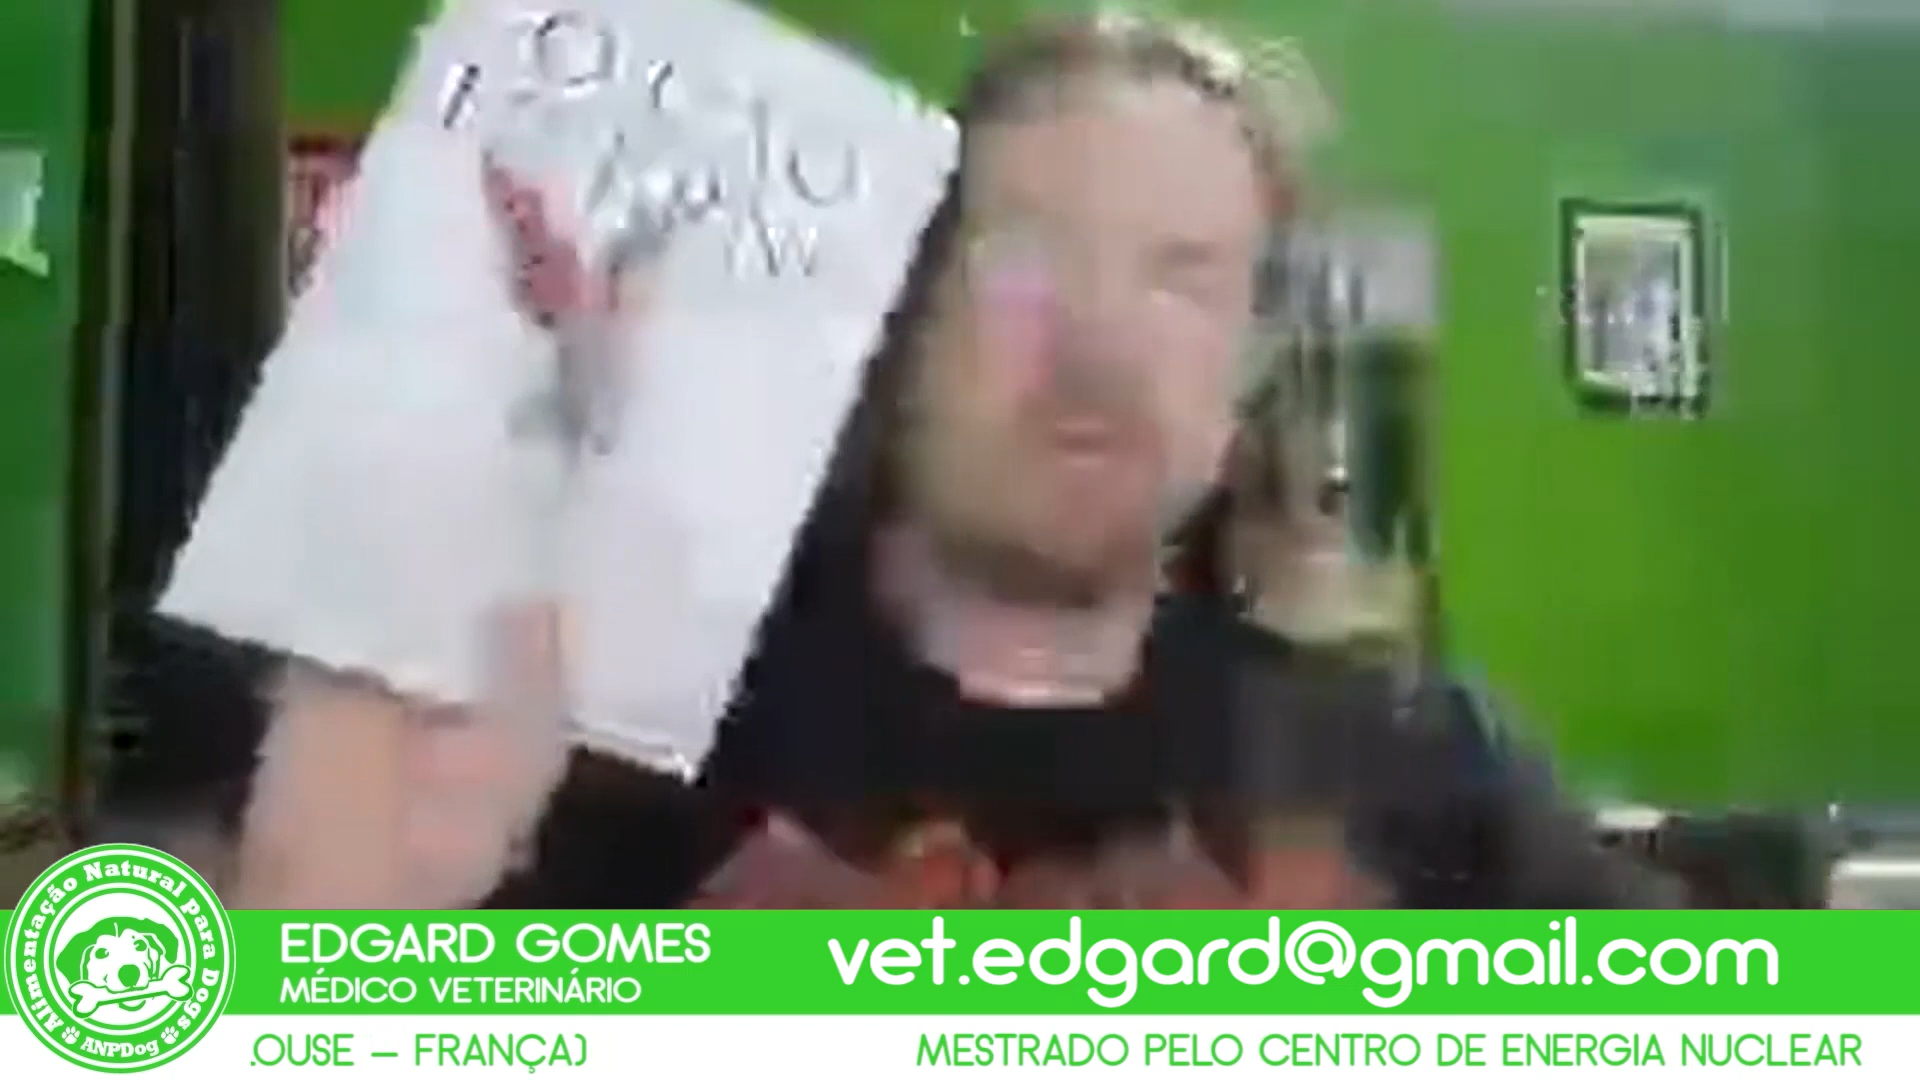 Alimentação Natural para Dogs
ANPDog
EDGARD GOMES
MÉDICO VETERINÁRIO
vet.edgard@gmail.com
.OUSE – FRANÇA)
MESTRADO PELO CENTRO DE ENERGIA NUCLEAR